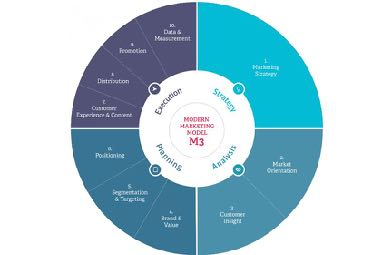 10.
Data &
Measurement
9.
Promotion
8.
Distribution
7.
Customer
Experience & Content
6.
Positioning
5.
Segmentation
& Targeting
4.
Brand &
Value
3.
Customer
Insight
2.
Market
Orientation
1.
Marketing
Strategy
Execution
Strategy
Planning
Analysis
MODERN
MARKETING
MODEL
M3